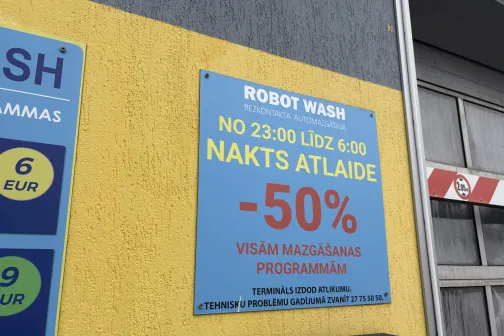 SH
AMMAS
6
EUR
9
EUR
ROBOT WASH
BEZKONTAKTA AUTOMAZGĀTAVA
NO 23:00 LĪDZ 6:00
NAKTS ATLAIDE
-50%
VISĀM MAZGĀŠANAS
PROGRAMMĀM
TERMINĀLS IZDOD ATLIKUMU.
TEHNISKU PROBLĒMU GADĪJUMĀ ZVANĪT 27 75 50 50.